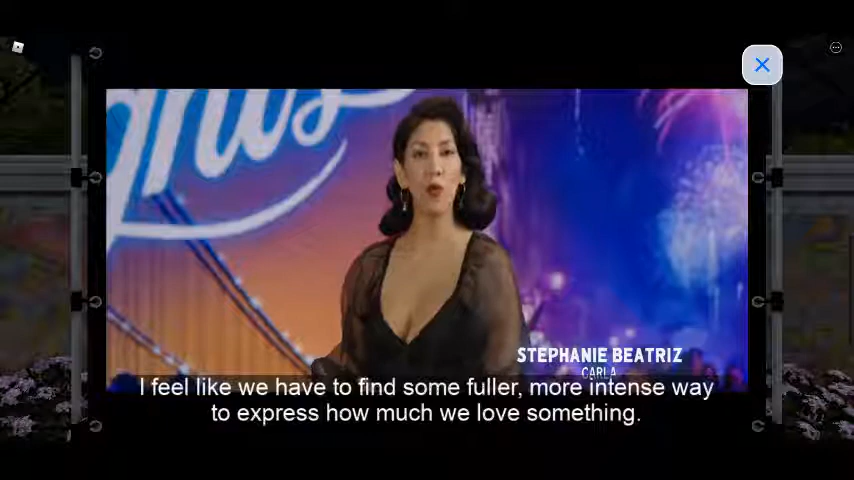 STEPHANIE BEATRIZ
CARLA
I feel like we have to find some fuller, more intense way
to express how much we love something.